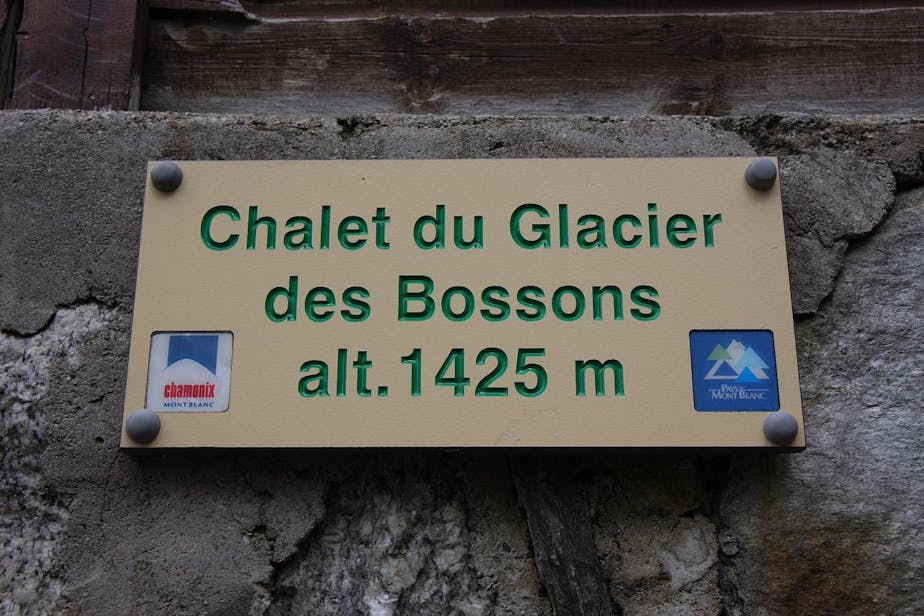 Chalet du Glacier
des Bossons
alt. 1425 m
chamonix
MONT BLANC
PAYS DU
MONT BLANC